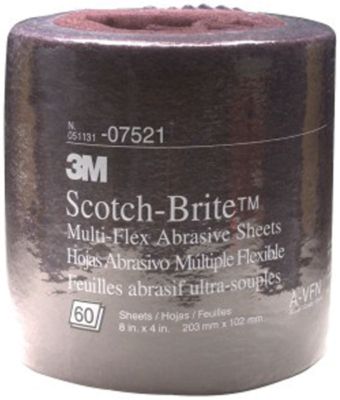 N.
051131 -07521
3M
Scotch-Brite™
Multi-Flex Abrasive Sheets
Hojas Abrasivo Múltiple Flexible
Feuilles abrasif ultra-souples
60 Sheets / Hojas / Feuilles
8 in. x 4 in. 203 mm x 102 mm
A-VFN